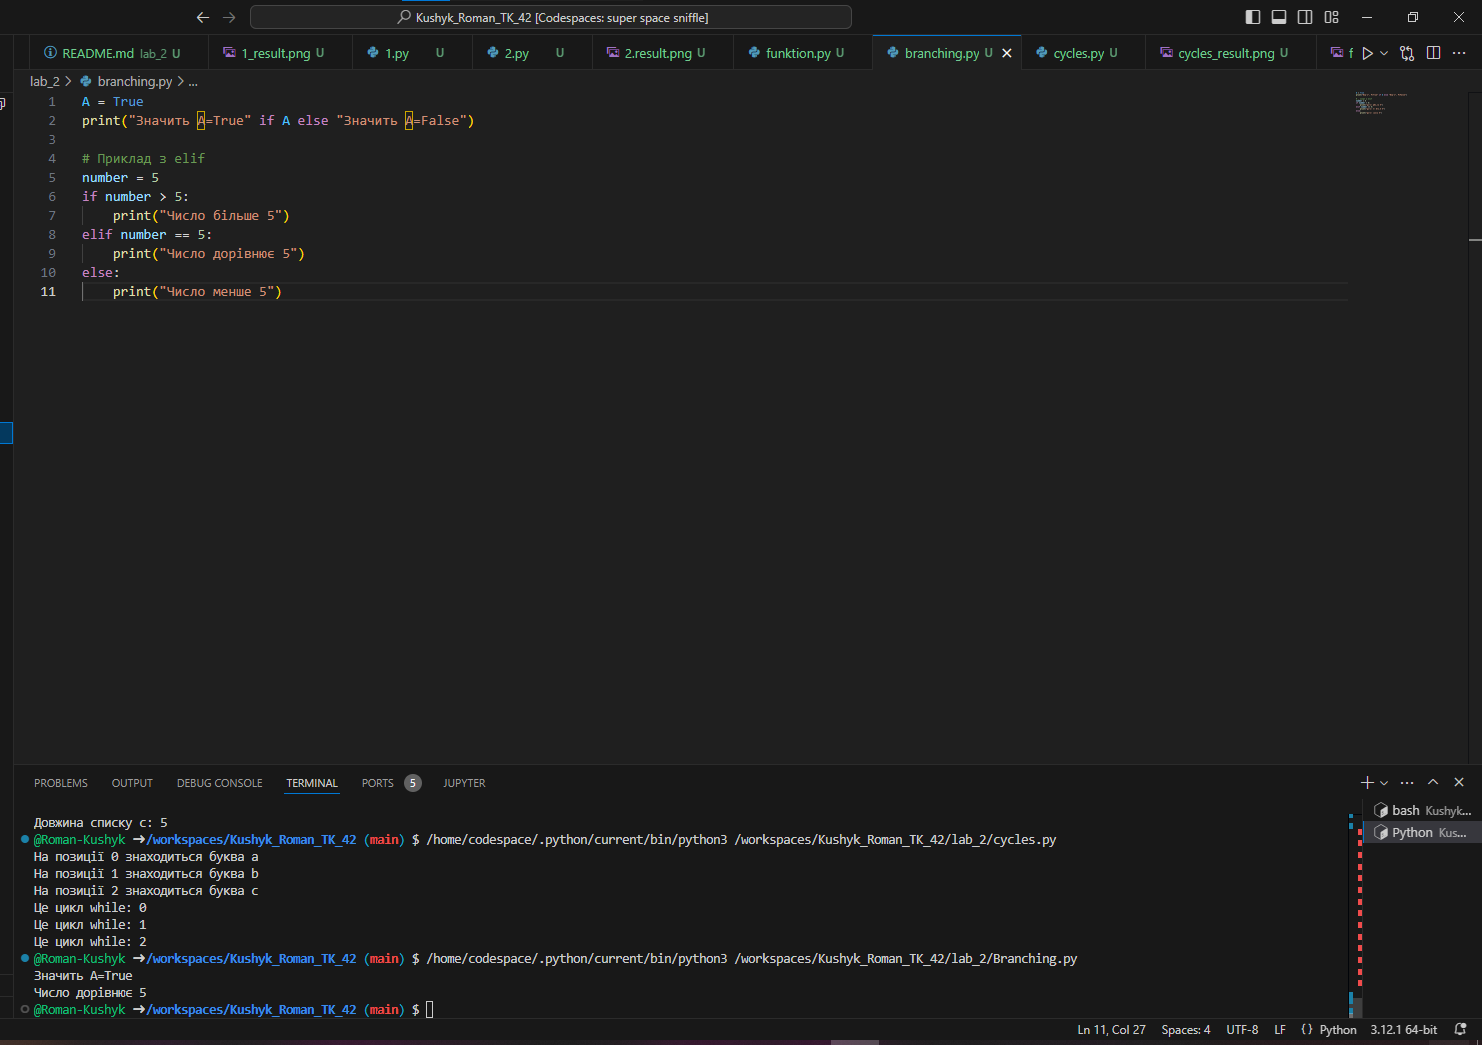 Kushyk_Roman_TK_42 [Codespaces: super space sniffle]
README.md lab_2 U 1_result.png U 1.py U 2.py U 2.result.png U funktion.py U branching.py U cycles.py U cycles_result.png U f
lab_2 > branching.py > ...
1 A = True
2 print("Значить A=True" if A else "Значить A=False")
3
4 # Приклад з elif
5 number = 5
6 if number > 5:
7 print("Число більше 5")
8 elif number == 5:
9 print("Число дорівнює 5")
10 else:
11 print("Число менше 5")
PROBLEMS OUTPUT DEBUG CONSOLE TERMINAL PORTS 5 JUPYTER
Довжина списку c: 5
@Roman-Kushyk ➜/workspaces/Kushyk_Roman_TK_42 (main) $ /home/codespace/.python/current/bin/python3 /workspaces/Kushyk_Roman_TK_42/lab_2/cycles.py
На позиції 0 знаходиться буква a
На позиції 1 знаходиться буква b
На позиції 2 знаходиться буква c
Це цикл while: 0
Це цикл while: 1
Це цикл while: 2
@Roman-Kushyk ➜/workspaces/Kushyk_Roman_TK_42 (main) $ /home/codespace/.python/current/bin/python3 /workspaces/Kushyk_Roman_TK_42/lab_2/Branching.py
Значить A=True
Число дорівнює 5
@Roman-Kushyk ➜/workspaces/Kushyk_Roman_TK_42 (main) $
bash Kushyk...
Python Kus...
Ln 11, Col 27 Spaces: 4 UTF-8 LF {} Python 3.12.1 64-bit